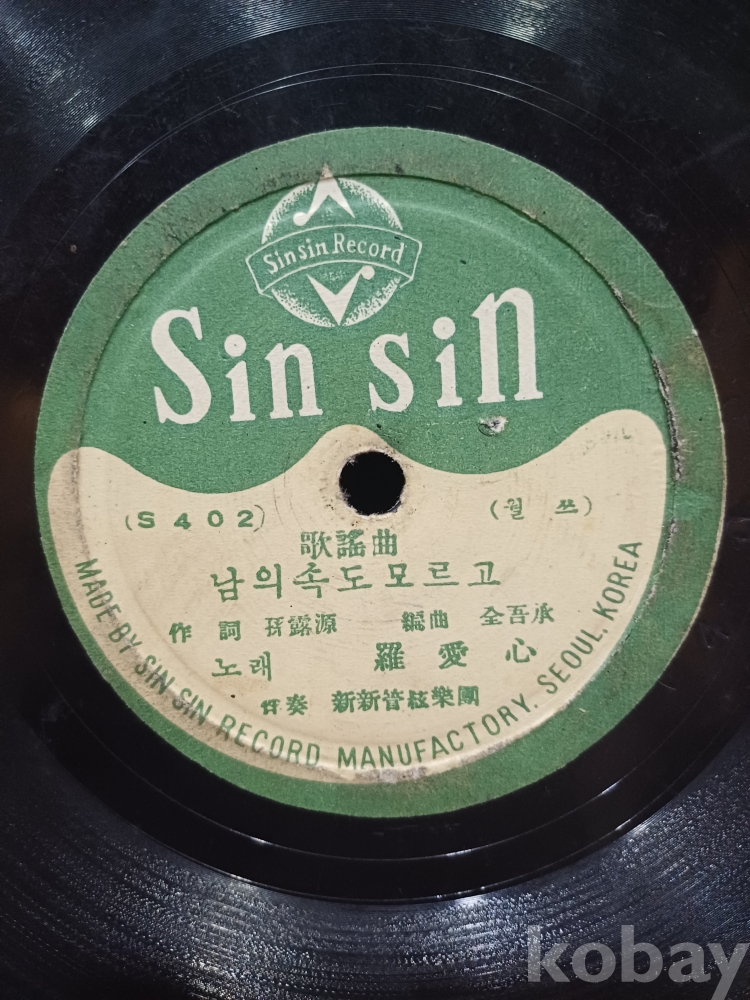 Sinsin Record
Sin sin
(S 402)
(월 쯔)
歌謠曲
남의속도모르고
作詞 孫露源 編曲 全吾承
노래 羅愛心
伴奏 新新管絃樂團
MADE BY SIN SIN RECORD MANUFACTORY. SEOUL. KOREA
kobay